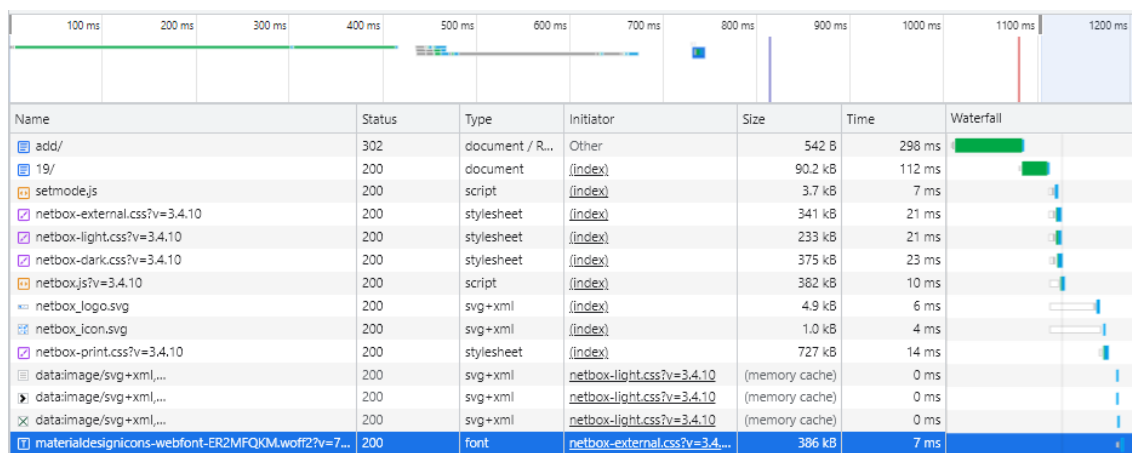 100 ms 200 ms 300 ms 400 ms 500 ms 600 ms 700 ms 800 ms 900 ms 1000 ms 1100 ms 1200 ms
Name Status Type Initiator Size Time Waterfall
add/ 302 document / R... Other 542 B 298 ms
19/ 200 document (index) 90.2 kB 112 ms
setmode.js 200 script (index) 3.7 kB 7 ms
netbox-external.css?v=3.4.10 200 stylesheet (index) 341 kB 21 ms
netbox-light.css?v=3.4.10 200 stylesheet (index) 233 kB 21 ms
netbox-dark.css?v=3.4.10 200 stylesheet (index) 375 kB 23 ms
netbox.js?v=3.4.10 200 script (index) 382 kB 10 ms
netbox_logo.svg 200 svg+xml (index) 4.9 kB 6 ms
netbox_icon.svg 200 svg+xml (index) 1.0 kB 4 ms
netbox-print.css?v=3.4.10 200 stylesheet (index) 727 kB 14 ms
data:image/svg+xml,... 200 svg+xml netbox-light.css?v=3.4.10 (memory cache) 0 ms
data:image/svg+xml,... 200 svg+xml netbox-light.css?v=3.4.10 (memory cache) 0 ms
data:image/svg+xml,... 200 svg+xml netbox-light.css?v=3.4.10 (memory cache) 0 ms
materialdesignicons-webfont-ER2MFQKM.woff2?v=7... 200 font netbox-external.css?v=3.4.... 386 kB 7 ms